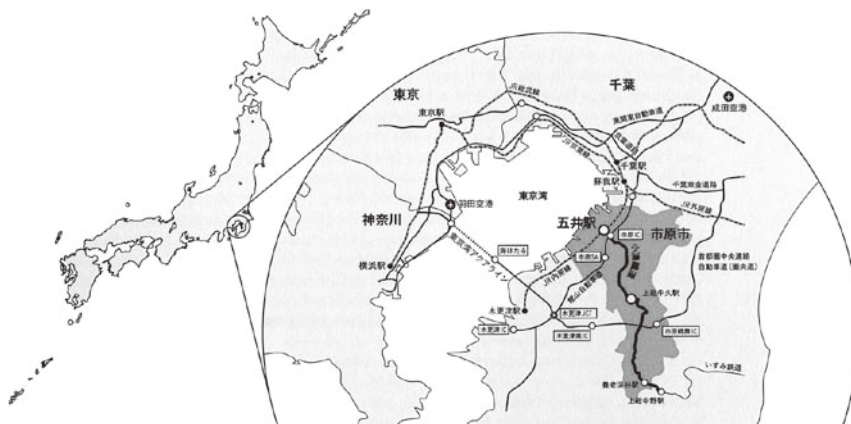 千葉
東京
JR総武線
成田空港
東京駅
東関東自動車道
京葉道路
JR京葉線
千葉駅
蘇我駅
千葉東金道路
東京湾
羽田空港
JR外房線
神奈川
五井駅
市原IC
市原市
海ほたる
市原SA
首都圏中央連絡
自動車道(圏央道)
東京湾アクアライン
小湊鐵道
横浜駅
JR内房線
館山自動車道
上総牛久駅
木更津駅
木更津JCT
木更津東IC
市原鶴舞IC
いすみ鉄道
養老渓谷駅
上総中野駅